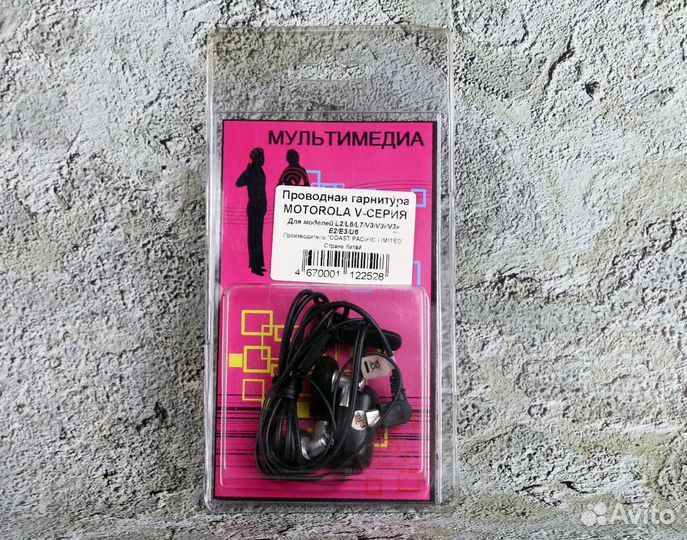 МУЛЬТИМЕДИА
Проводная гарнитура
MOTOROLA V-СЕРИЯ
Для моделей L2/L6/L7/V3/V3i/V3x
E2/E3/U6
Производитель "COAST PACIFIC LIMITED"
Страна Китай
4 670001 122528
Avito